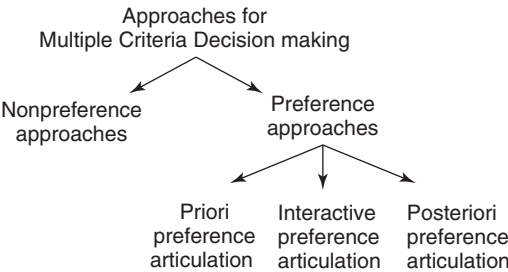 Approaches for
Multiple Criteria Decision making
Nonpreference
approaches
Preference
approaches
Priori
preference
articulation
Interactive
preference
articulation
Posteriori
preference
articulation